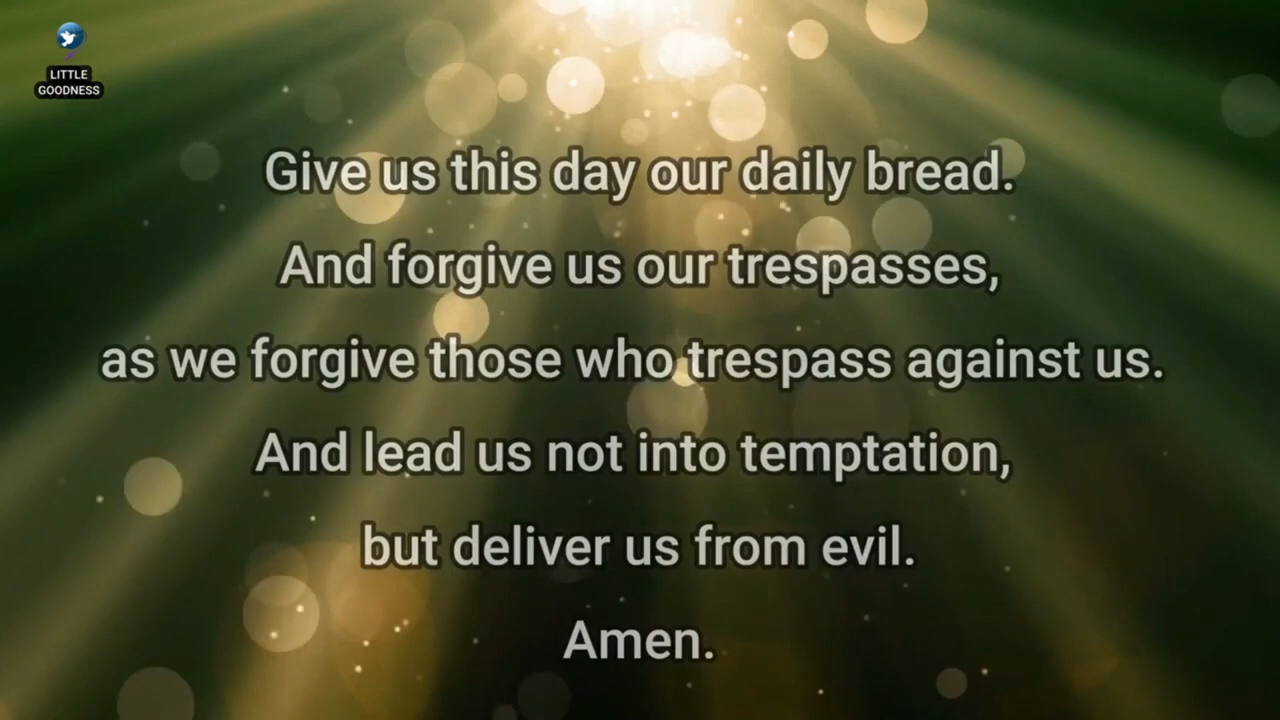 LITTLE
GOODNESS
Give us this day our daily bread.
And forgive us our trespasses,
as we forgive those who trespass against us.
And lead us not into temptation,
but deliver us from evil.
Amen.